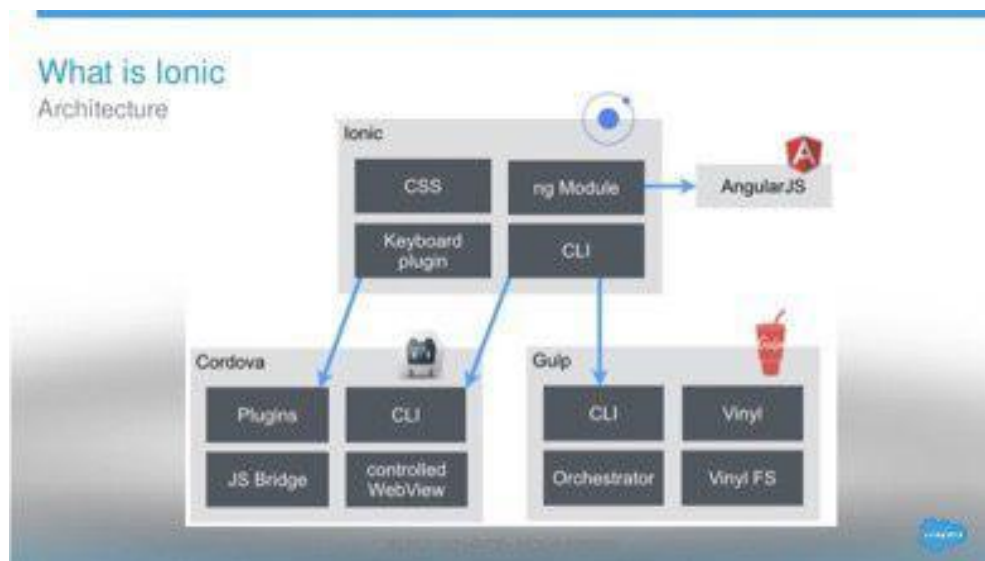 What is Ionic
Architecture
Ionic
CSS
ng Module
AngularJS
Keyboard
plugin
CLI
Cordova
Gulp
Plugins
CLI
CLI
Vinyl
JS Bridge
controlled
WebView
Orchestrator
Vinyl FS